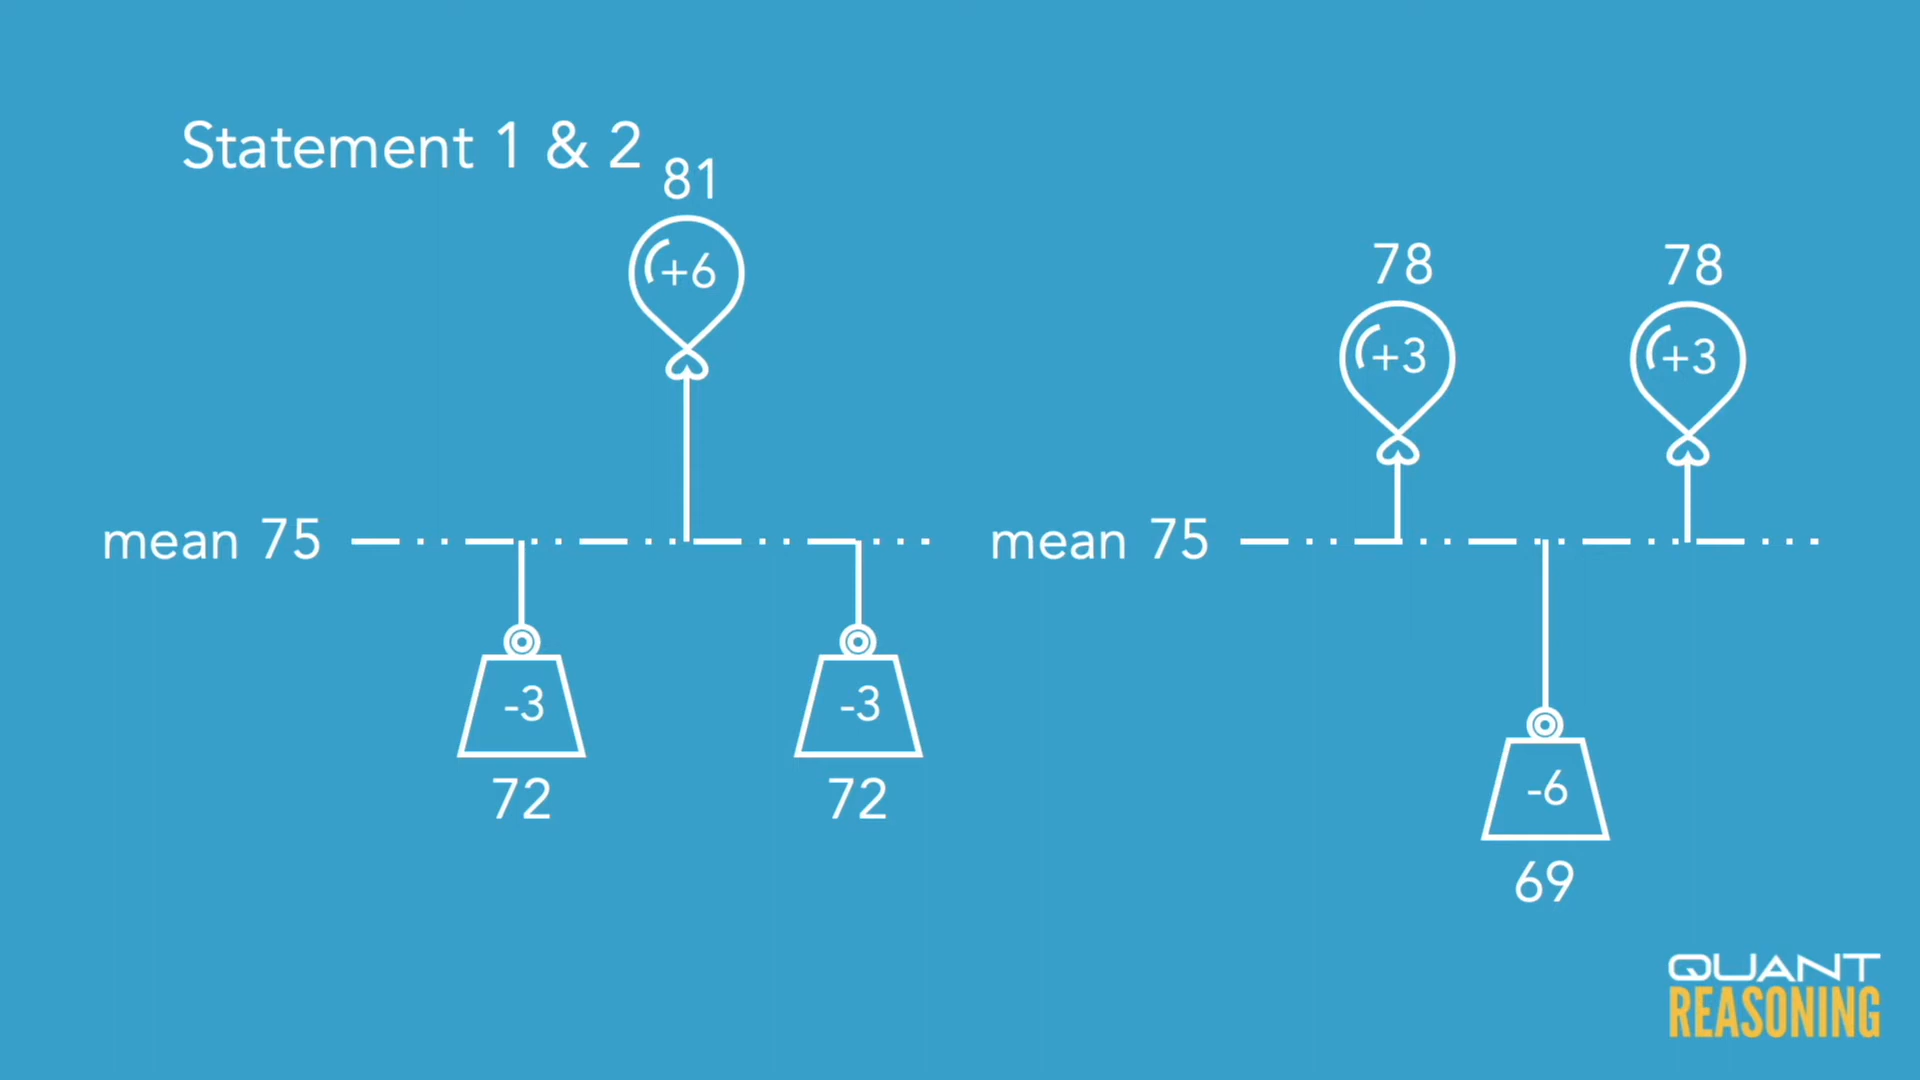 Statement 1 & 2
81
+6
mean 75
-3
-3
72
72
78
78
+3
+3
mean 75
-6
69
QUANT
REASONING